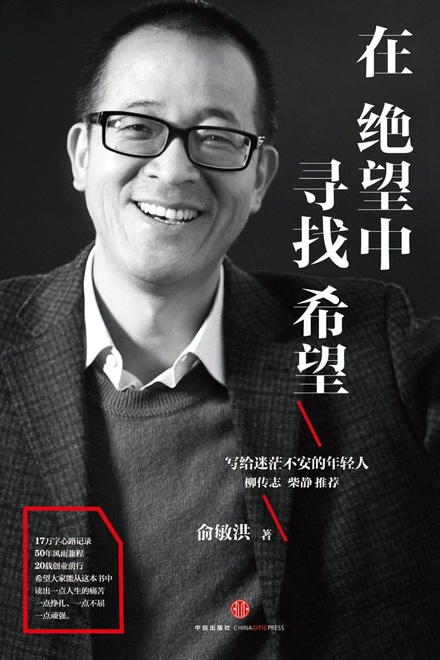 在 绝望中
寻找 希望
写给迷茫不安的年轻人
柳传志 柴静 推荐
俞敏洪 著
17万字心路记录
50年风雨兼程
20载创业前行
希望大家能从这本书中
读出一点人生的痛苦
一点挣扎、一点不屈
一点顽强。
中信出版社·CHINACITICPRESS